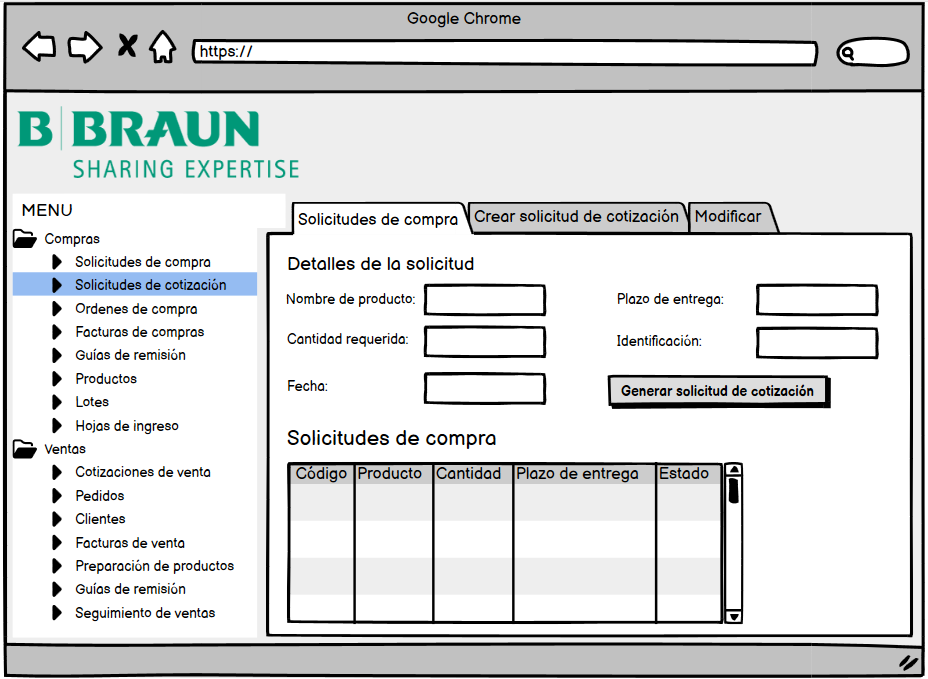 Google Chrome
https://
B BRAUN
SHARING EXPERTISE
MENU
Compras
Solicitudes de compra
Solicitudes de cotización
Ordenes de compra
Facturas de compras
Guías de remisión
Productos
Lotes
Hojas de ingreso
Ventas
Cotizaciones de venta
Pedidos
Clientes
Facturas de venta
Preparación de productos
Guías de remisión
Seguimiento de ventas
Solicitudes de compra Crear solicitud de cotización Modificar
Detalles de la solicitud
Nombre de producto: Plazo de entrega:
Cantidad requerida: Identificación:
Fecha: Generar solicitud de cotización
Solicitudes de compra
Código Producto Cantidad Plazo de entrega Estado